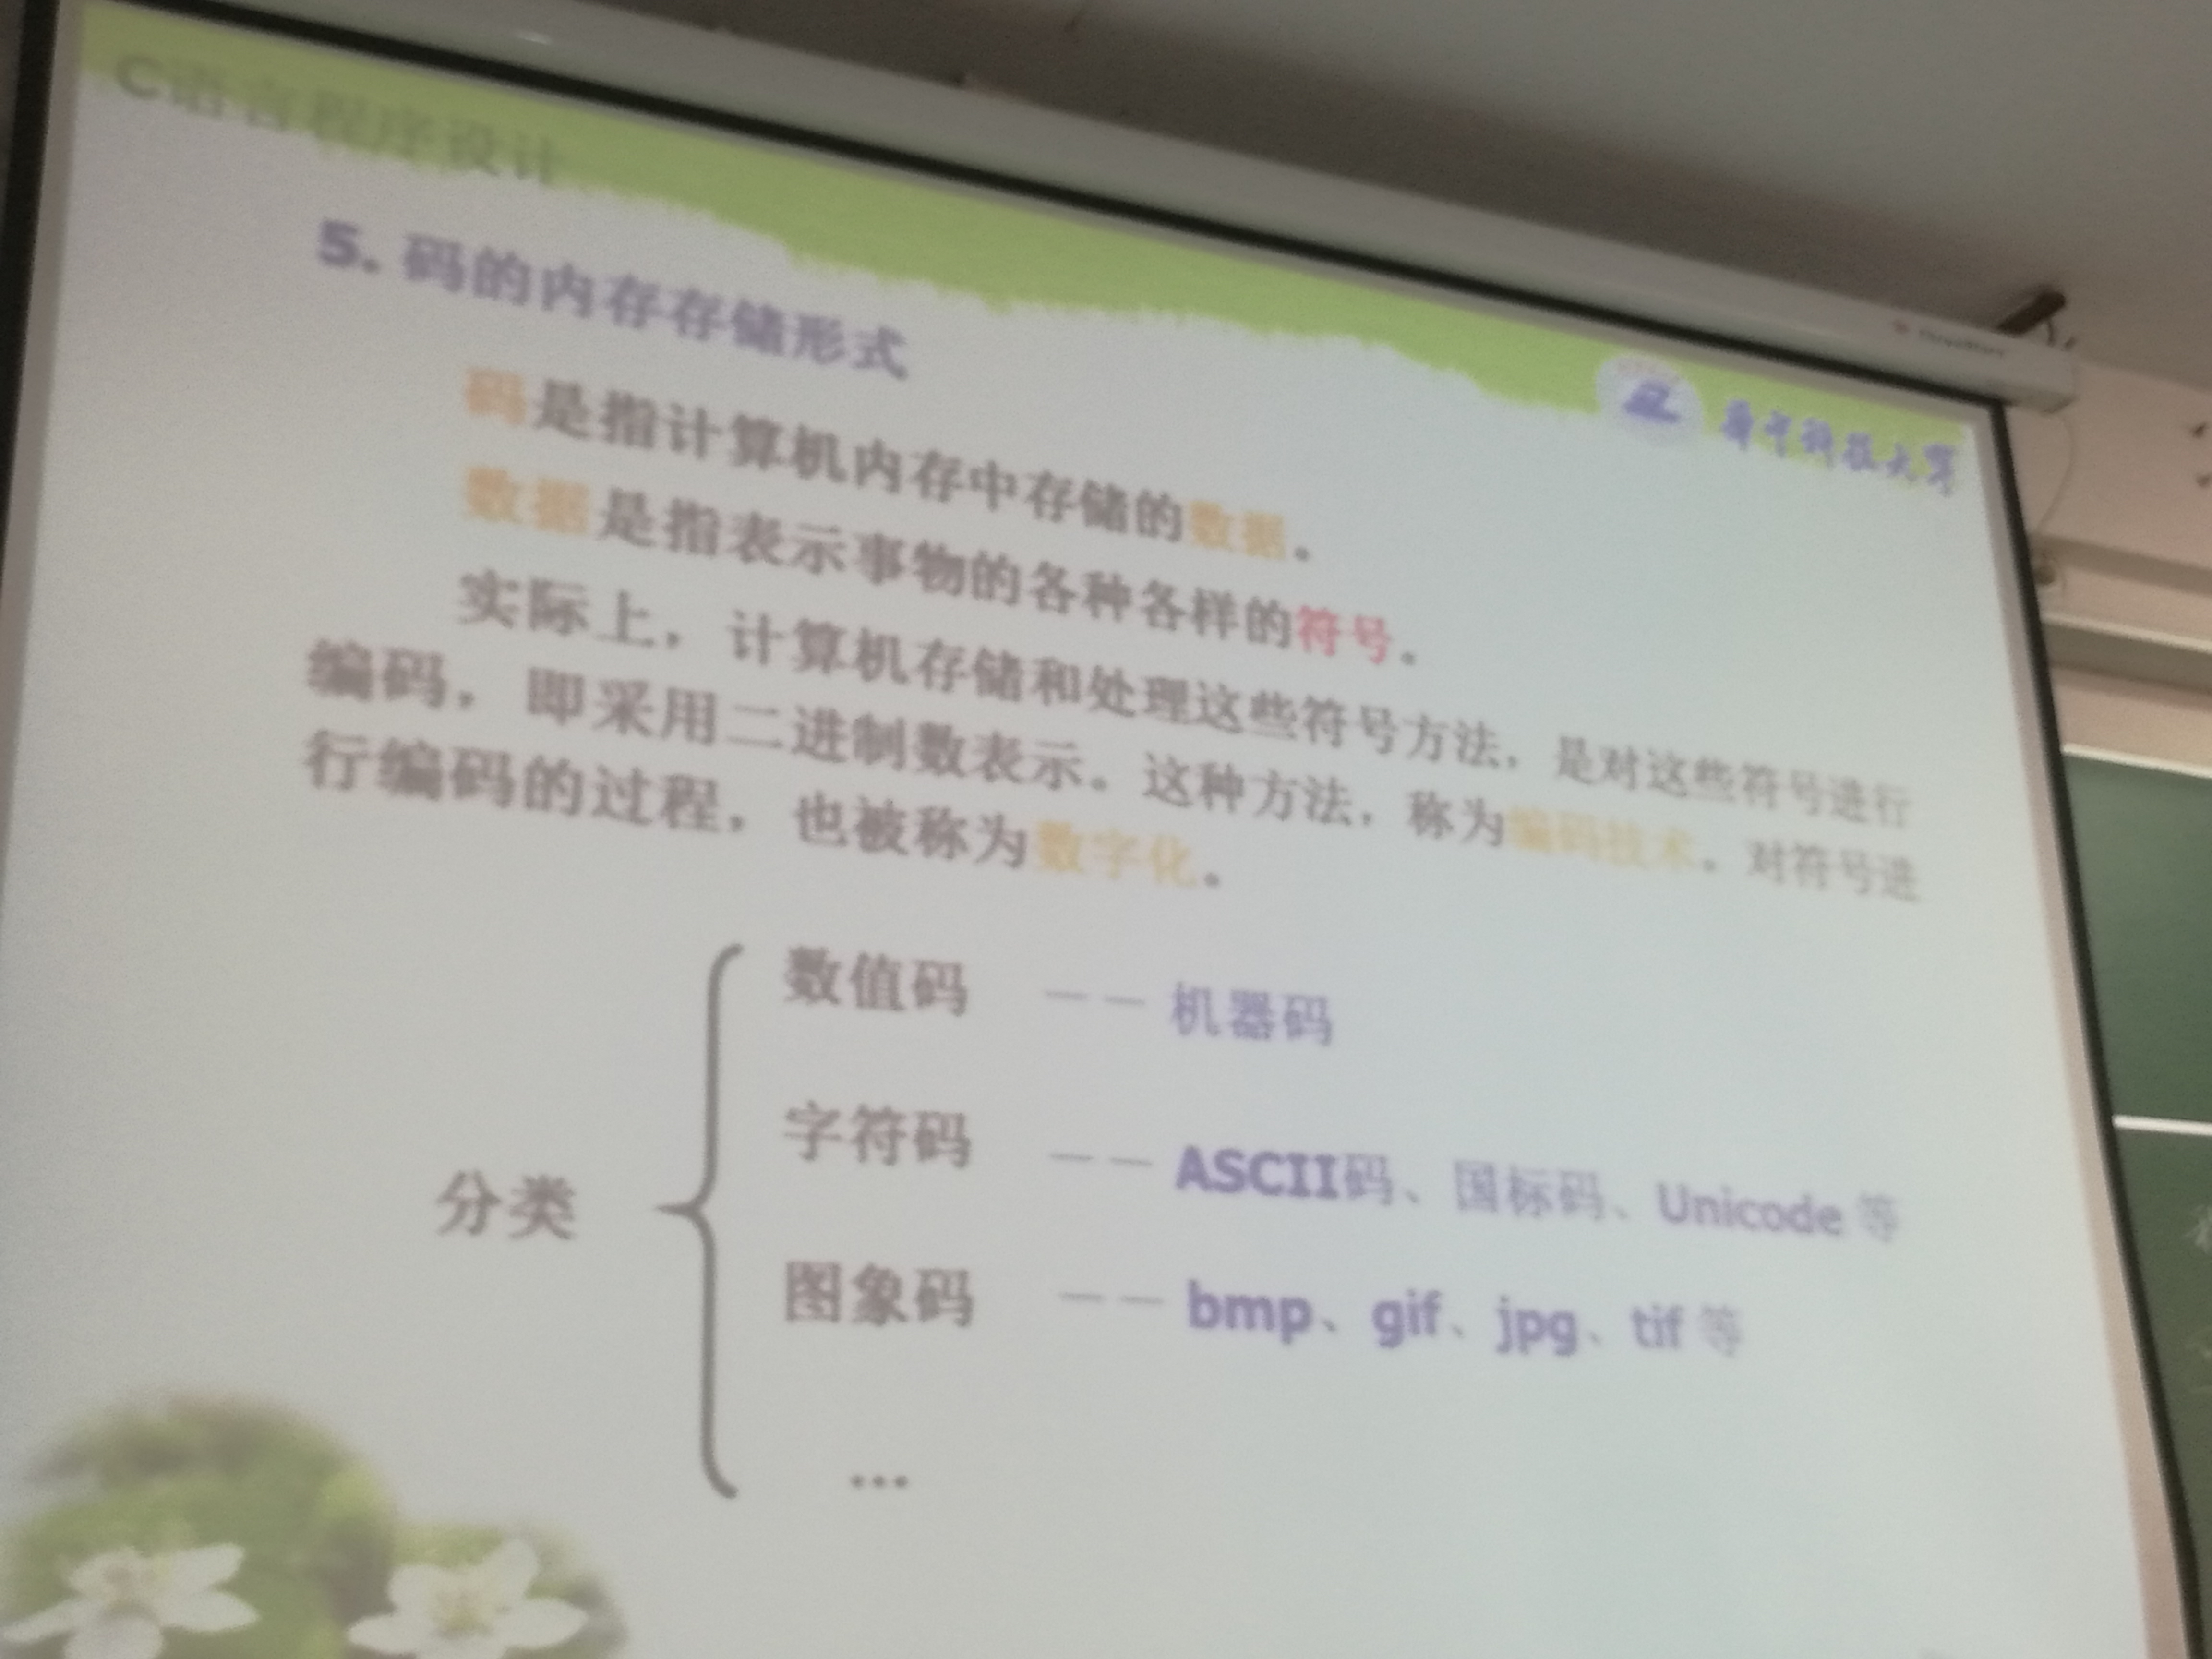 C语言程序设计
华中科技大学
5. 码的内存存储形式
码是指计算机内存中存储的数据。
数据是指表示事物的各种各样的符号。
实际上，计算机存储和处理这些符号方法，是对这些符号进行
编码，即采用二进制数表示。这种方法，称为编码技术。对符号进
行编码的过程，也被称为数字化。
分类
数值码 —— 机器码
字符码 —— ASCII码、国标码、Unicode 等
图象码 —— bmp、gif、jpg、tif 等
...